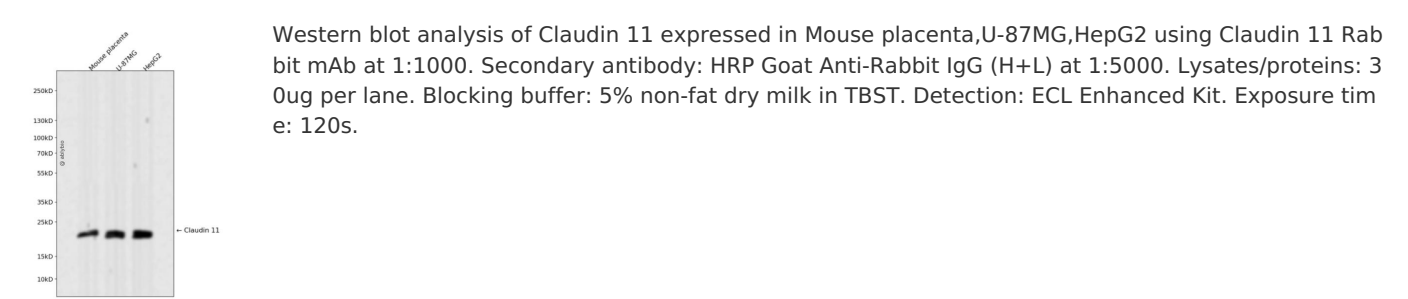 Mouse placenta
U-87MG
HepG2
250kD
130kD
100kD
70kD
55kD
35kD
25kD
15kD
10kD
@ ablybio
← Claudin 11
Western blot analysis of Claudin 11 expressed in Mouse placenta,U-87MG,HepG2 using Claudin 11 Rab
bit mAb at 1:1000. Secondary antibody: HRP Goat Anti-Rabbit IgG (H+L) at 1:5000. Lysates/proteins: 3
0ug per lane. Blocking buffer: 5% non-fat dry milk in TBST. Detection: ECL Enhanced Kit. Exposure tim
e: 120s.